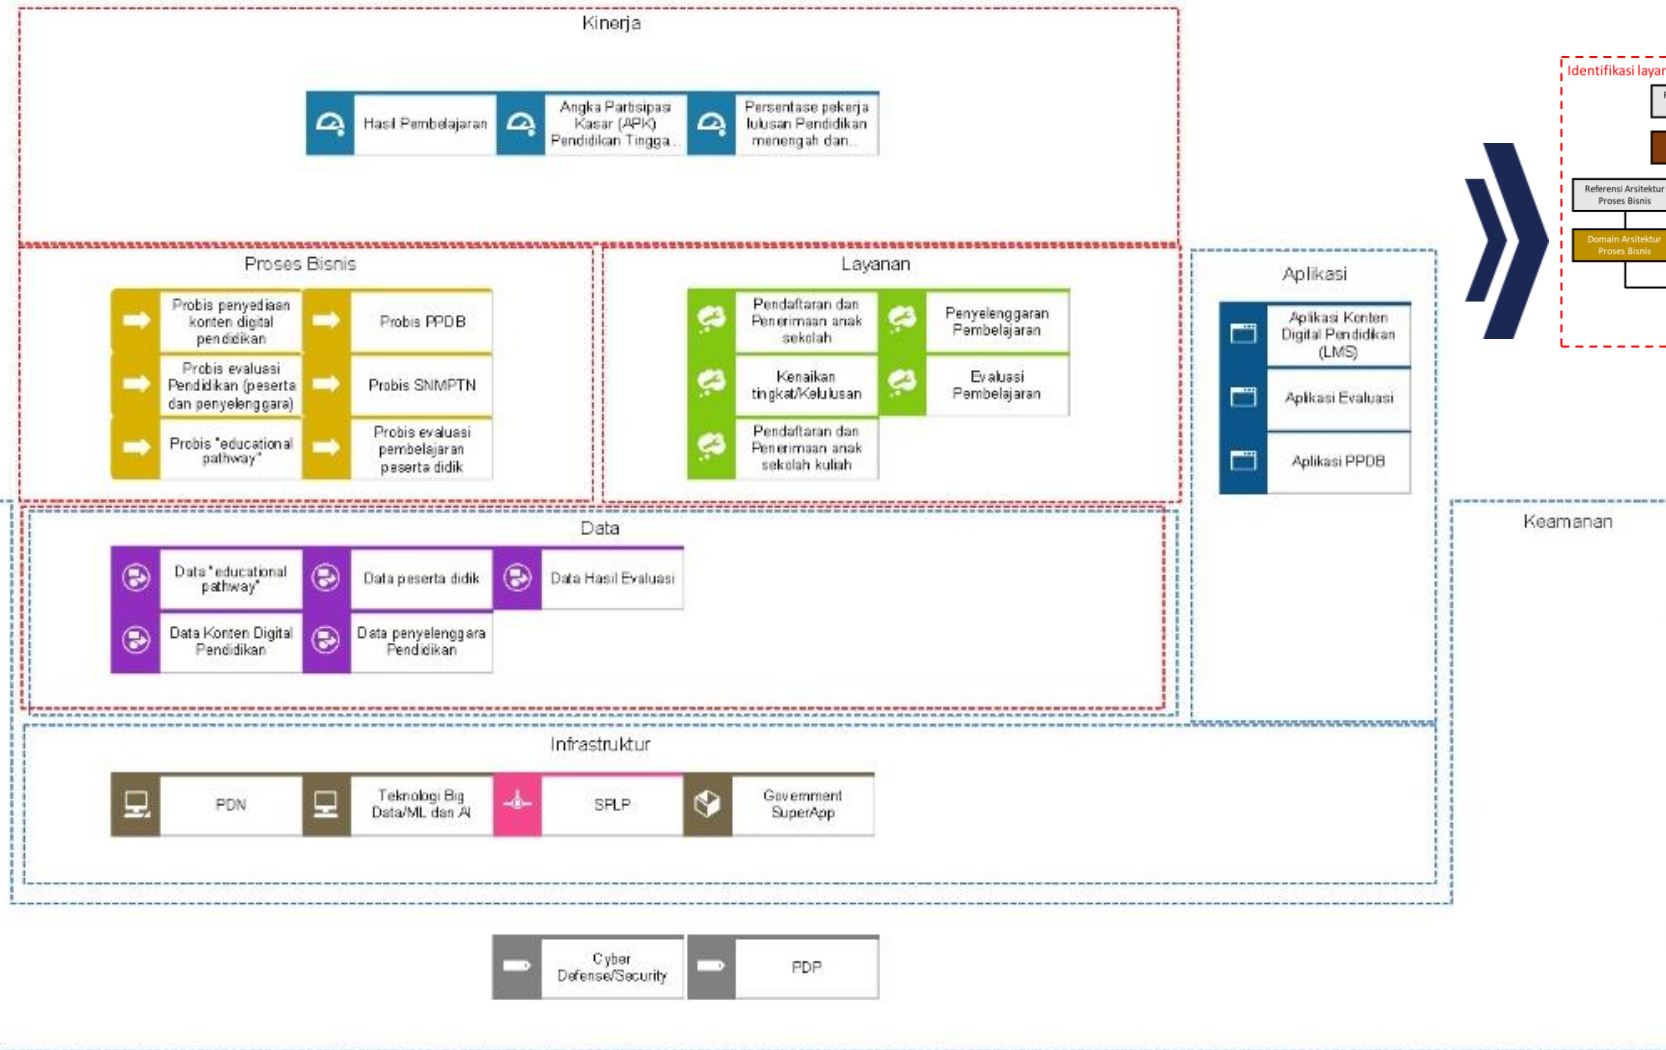 Kinerja
Hasil Pembelajaran
Angka Partisipasi
Kasar (APK)
Pendidikan Tingga...
Persentase pekerja
lulusan Pendidikan
menengah dan...
Proses Bisnis
Probis penyediaan
konten digital
pendidikan
Probis PPDB
Probis evaluasi
Pendidikan (peserta
dan penyelenggara)
Probis SNMPTN
Probis "educational
pathway"
Probis evaluasi
pembelajaran
peserta didik
Layanan
Pendaftaran dan
Penerimaan anak
sekolah
Penyelenggaran
Pembelajaran
Kenaikan
tingkat/Kelulusan
Evaluasi
Pembelajaran
Pendaftaran dan
Penerimaan anak
sekolah kuliah
Aplikasi
Aplikasi Konten
Digital Pendidikan
(LMS)
Aplikasi Evaluasi
Aplikasi PPDB
Data
Data "educational
pathway"
Data peserta didik
Data Hasil Evaluasi
Data Konten Digital
Pendidikan
Data penyelenggara
Pendidikan
Infrastruktur
PDN
Teknologi Big
Data/ML dan AI
SPLP
Government
SuperApp
Keamanan
Cyber
Defense/Security
PDP
Identifikasi layan
Referensi Arsitektur
Proses Bisnis
Domain Arsitektur
Proses Bisnis